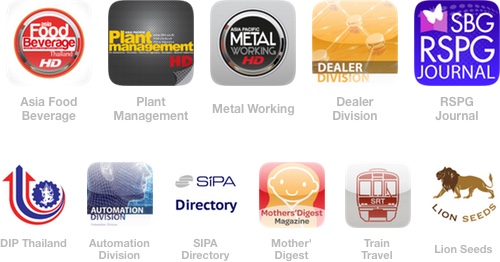 Asia
Food
Beverage
Thailand
HD
Plant
management
HD
ASIA PACIFIC
METAL
WORKING
HD
DEALER
DIVISION
SBG
RSPG
JOURNAL
Asia Food
Beverage
Plant
Management
Metal Working
Dealer
Division
RSPG
Journal
AUTOMATION
DIVISION
SiPA
Directory
Mothers'Digest
Magazine
SRT
LION SEEDS
DIP Thailand
Automation
Division
SIPA
Directory
Mother'
Digest
Train
Travel
Lion Seeds